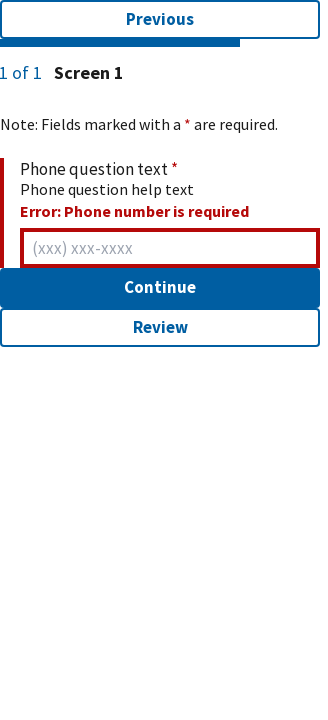 Previous
1 of 1 Screen 1
Note: Fields marked with a * are required.
Phone question text *
Phone question help text
Error: Phone number is required
(xxx) xxx-xxxx
Continue
Review